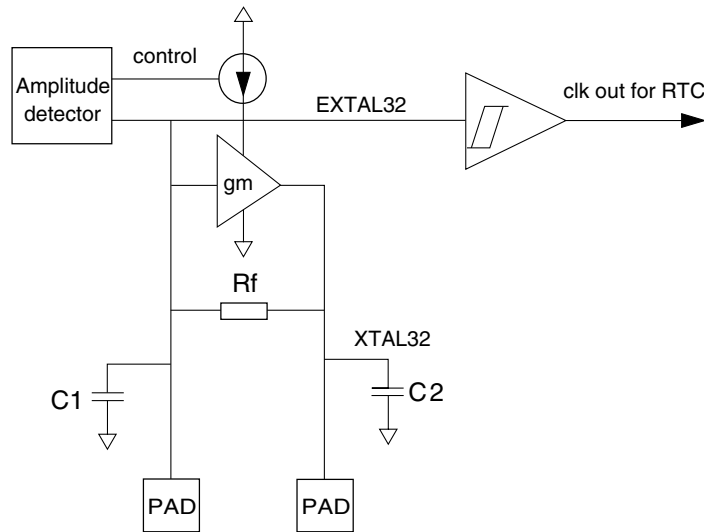 control
Amplitude
detector
EXTAL32
clk out for RTC
gm
Rf
XTAL32
C1
C2
PAD
PAD